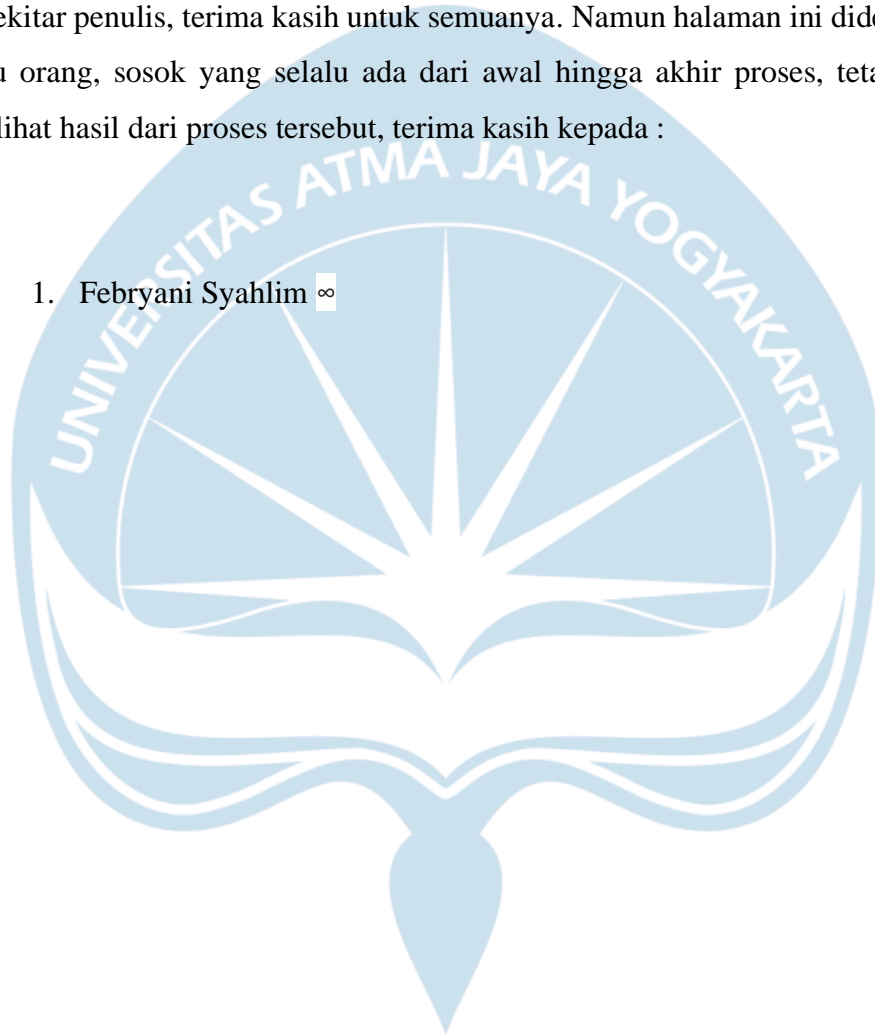 ekitar penulis, terima kasih untuk semuanya. Namun halaman ini dide
u orang, sosok yang selalu ada dari awal hingga akhir proses, teta
lihat hasil dari proses tersebut, terima kasih kepada :
UNIVERSITAS ATMA JAYA YOGYAKARTA
1. Febryani Syahlim ∞